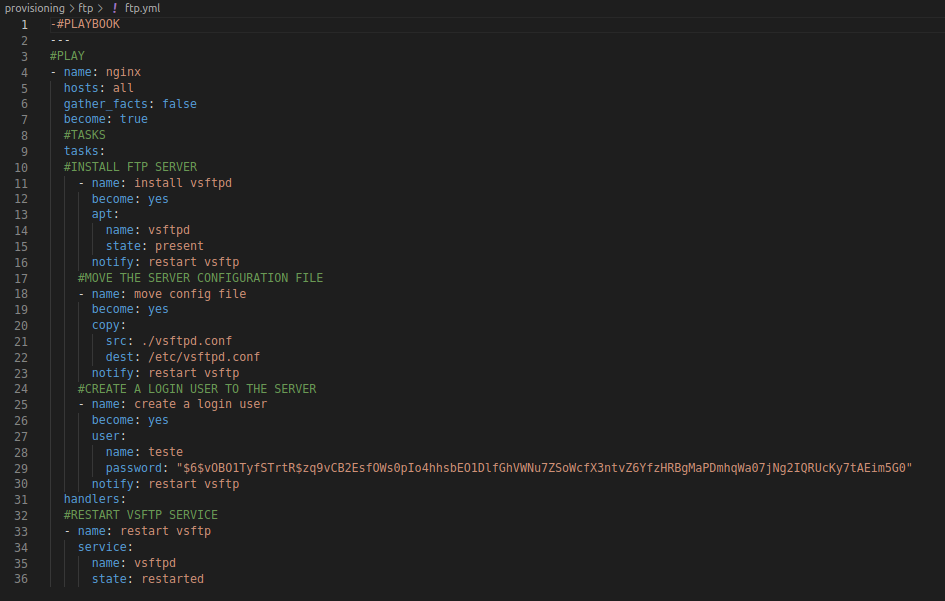 provisioning > ftp > ! ftp.yml
1 -#PLAYBOOK
2 ---
3 #PLAY
4 - name: nginx
5   hosts: all
6   gather_facts: false
7   become: true
8   #TASKS
9   tasks:
10   #INSTALL FTP SERVER
11     - name: install vsftpd
12       become: yes
13       apt:
14         name: vsftpd
15         state: present
16       notify: restart vsftp
17     #MOVE THE SERVER CONFIGURATION FILE
18     - name: move config file
19       become: yes
20       copy:
21         src: ./vsftpd.conf
22         dest: /etc/vsftpd.conf
23       notify: restart vsftp
24     #CREATE A LOGIN USER TO THE SERVER
25     - name: create a login user
26       become: yes
27       user:
28         name: teste
29         password: "$6$vOBO1TyfSTrtR$zq9vCB2EsfOWs0pIo4hhsbEO1DlfGhVWNu7ZSoWcfX3ntvZ6YfzHRBgMaPDmhqWa07jNg2IQRUcKy7tAEim5G0"
30       notify: restart vsftp
31   handlers:
32   #RESTART VSFTP SERVICE
33   - name: restart vsftp
34     service:
35       name: vsftpd
36       state: restarted